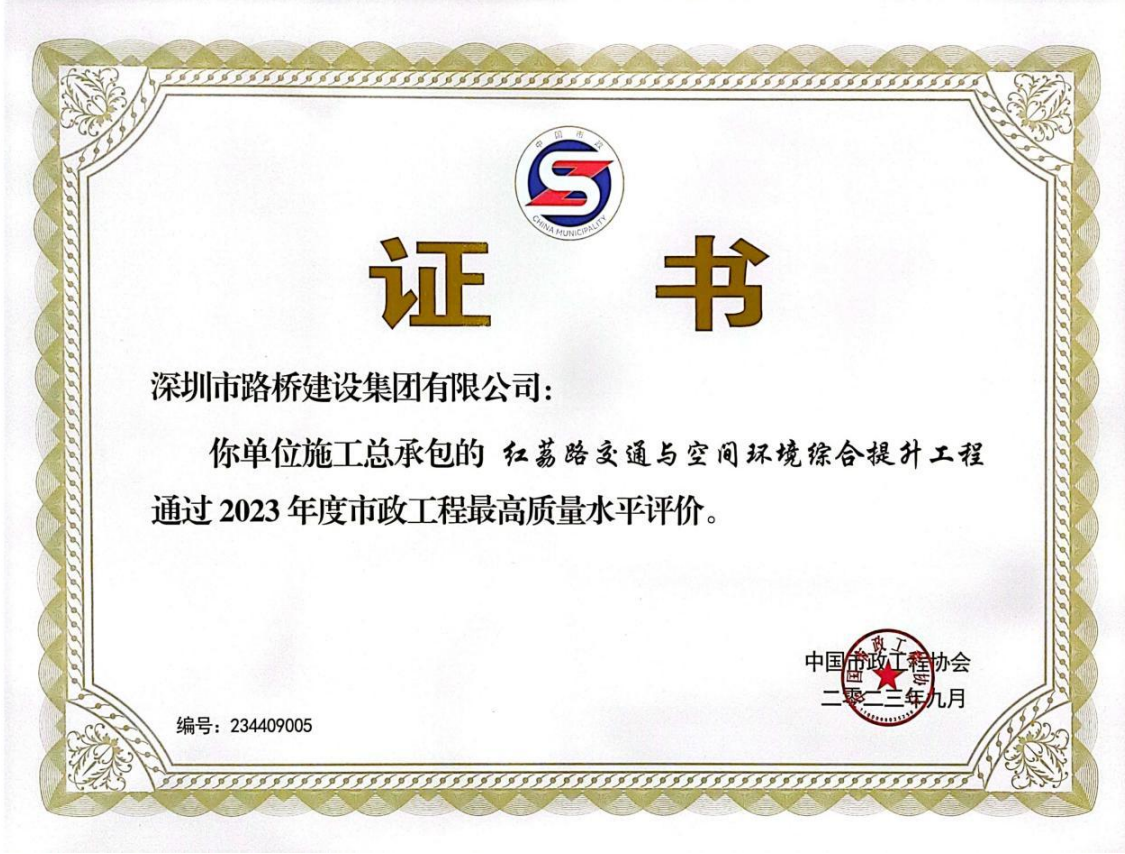 中国市政
CHINA MUNICIPALITY
证 书
深圳市路桥建设集团有限公司：
你单位施工总承包的 红荔路交通与空间环境综合提升工程
通过 2023 年度市政工程最高质量水平评价。
中国市政工程协会
二零二三年九月
编号：234409005